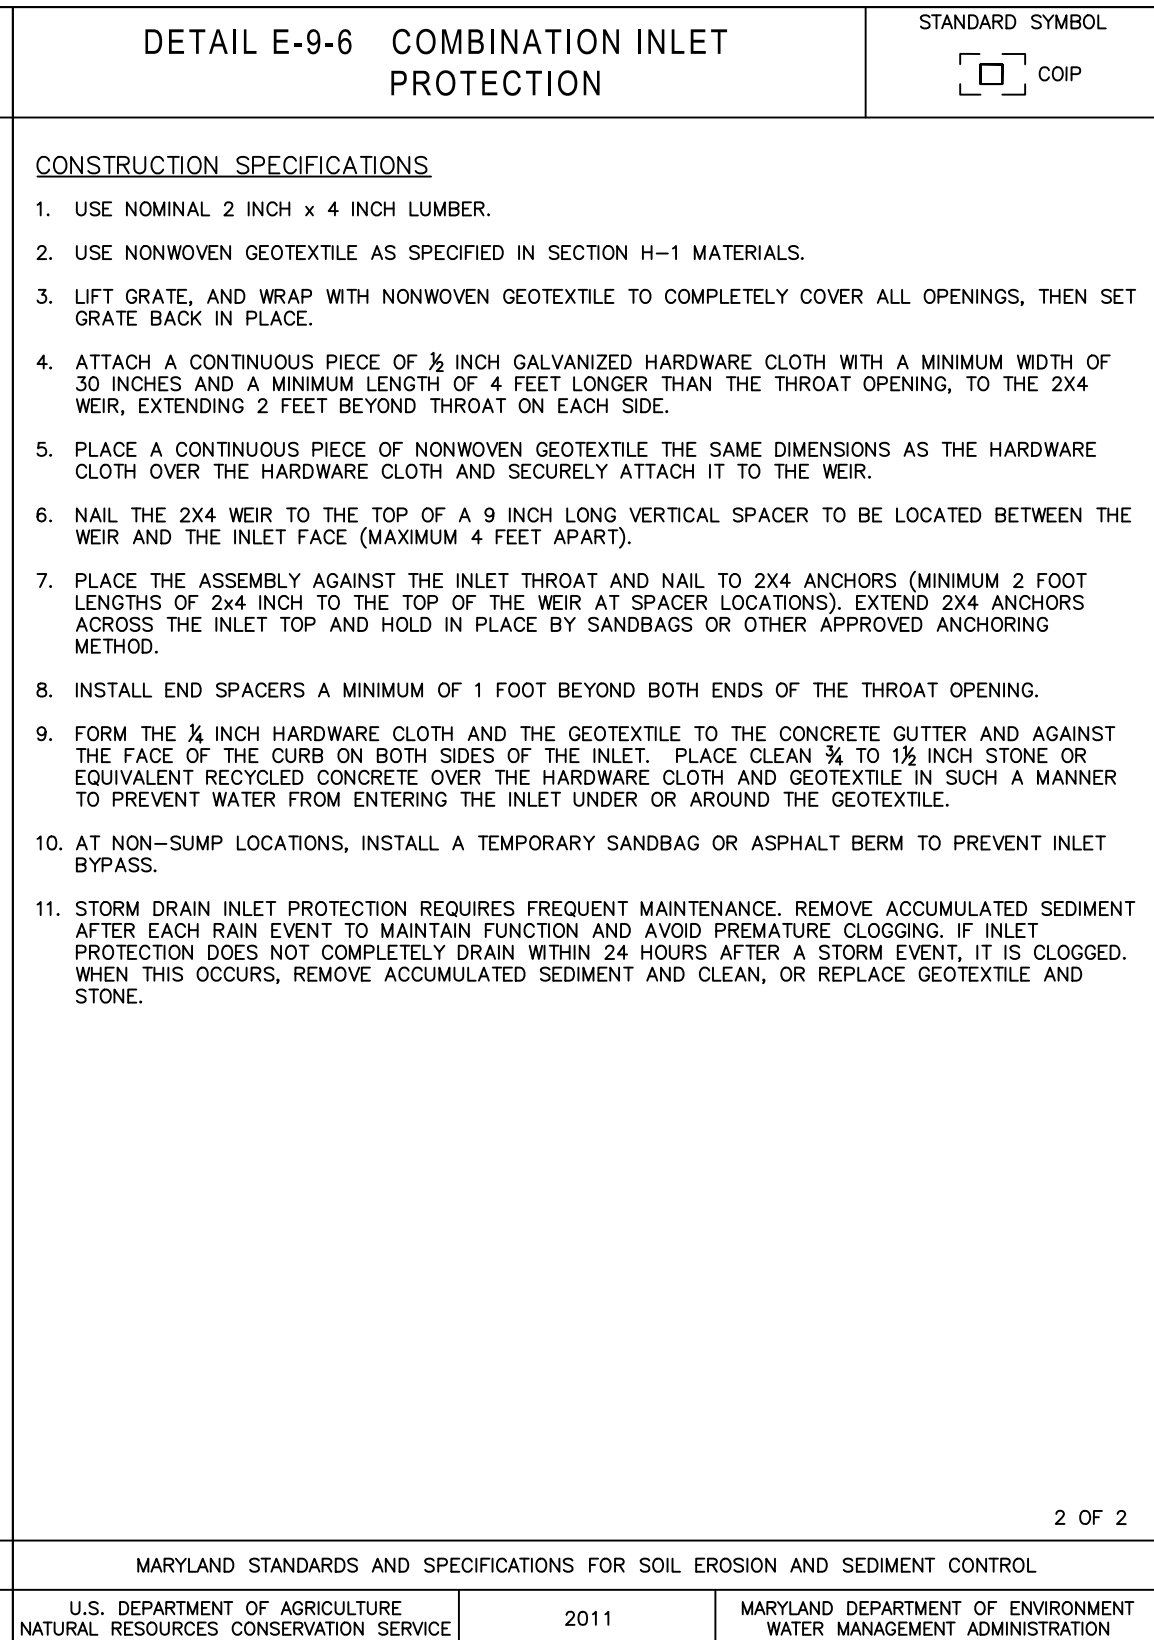 DETAIL E-9-6 COMBINATION INLET
PROTECTION
STANDARD SYMBOL
COIP
CONSTRUCTION SPECIFICATIONS
1. USE NOMINAL 2 INCH x 4 INCH LUMBER.
2. USE NONWOVEN GEOTEXTILE AS SPECIFIED IN SECTION H-1 MATERIALS.
3. LIFT GRATE, AND WRAP WITH NONWOVEN GEOTEXTILE TO COMPLETELY COVER ALL OPENINGS, THEN SET
GRATE BACK IN PLACE.
4. ATTACH A CONTINUOUS PIECE OF ½ INCH GALVANIZED HARDWARE CLOTH WITH A MINIMUM WIDTH OF
30 INCHES AND A MINIMUM LENGTH OF 4 FEET LONGER THAN THE THROAT OPENING, TO THE 2X4
WEIR, EXTENDING 2 FEET BEYOND THROAT ON EACH SIDE.
5. PLACE A CONTINUOUS PIECE OF NONWOVEN GEOTEXTILE THE SAME DIMENSIONS AS THE HARDWARE
CLOTH OVER THE HARDWARE CLOTH AND SECURELY ATTACH IT TO THE WEIR.
6. NAIL THE 2X4 WEIR TO THE TOP OF A 9 INCH LONG VERTICAL SPACER TO BE LOCATED BETWEEN THE
WEIR AND THE INLET FACE (MAXIMUM 4 FEET APART).
7. PLACE THE ASSEMBLY AGAINST THE INLET THROAT AND NAIL TO 2X4 ANCHORS (MINIMUM 2 FOOT
LENGTHS OF 2x4 INCH TO THE TOP OF THE WEIR AT SPACER LOCATIONS). EXTEND 2X4 ANCHORS
ACROSS THE INLET TOP AND HOLD IN PLACE BY SANDBAGS OR OTHER APPROVED ANCHORING
METHOD.
8. INSTALL END SPACERS A MINIMUM OF 1 FOOT BEYOND BOTH ENDS OF THE THROAT OPENING.
9. FORM THE ¼ INCH HARDWARE CLOTH AND THE GEOTEXTILE TO THE CONCRETE GUTTER AND AGAINST
THE FACE OF THE CURB ON BOTH SIDES OF THE INLET. PLACE CLEAN ¾ TO 1½ INCH STONE OR
EQUIVALENT RECYCLED CONCRETE OVER THE HARDWARE CLOTH AND GEOTEXTILE IN SUCH A MANNER
TO PREVENT WATER FROM ENTERING THE INLET UNDER OR AROUND THE GEOTEXTILE.
10. AT NON-SUMP LOCATIONS, INSTALL A TEMPORARY SANDBAG OR ASPHALT BERM TO PREVENT INLET
BYPASS.
11. STORM DRAIN INLET PROTECTION REQUIRES FREQUENT MAINTENANCE. REMOVE ACCUMULATED SEDIMENT
AFTER EACH RAIN EVENT TO MAINTAIN FUNCTION AND AVOID PREMATURE CLOGGING. IF INLET
PROTECTION DOES NOT COMPLETELY DRAIN WITHIN 24 HOURS AFTER A STORM EVENT, IT IS CLOGGED.
WHEN THIS OCCURS, REMOVE ACCUMULATED SEDIMENT AND CLEAN, OR REPLACE GEOTEXTILE AND
STONE.
2 OF 2
MARYLAND STANDARDS AND SPECIFICATIONS FOR SOIL EROSION AND SEDIMENT CONTROL
U.S. DEPARTMENT OF AGRICULTURE
NATURAL RESOURCES CONSERVATION SERVICE
2011
MARYLAND DEPARTMENT OF ENVIRONMENT
WATER MANAGEMENT ADMINISTRATION